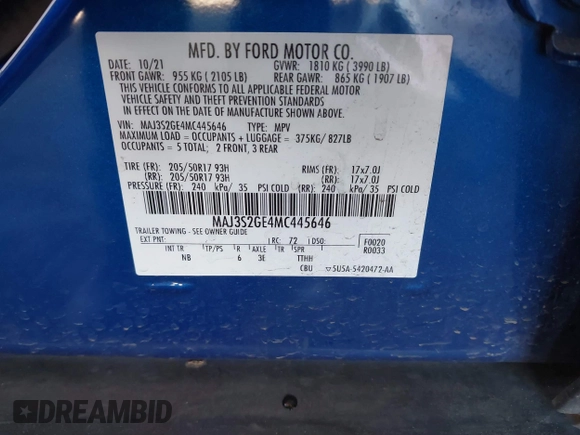 MFD. BY FORD MOTOR CO.
DATE: 10/21 GVWR: 1810 KG ( 3990 LB)
FRONT GAWR: 955 KG ( 2105 LB) REAR GAWR: 865 KG ( 1907 LB)
THIS VEHICLE CONFORMS TO ALL APPLICABLE FEDERAL MOTOR
VEHICLE SAFETY AND THEFT PREVENTION STANDARDS
IN EFFECT ON THE DATE OF MANUFACTURE SHOWN ABOVE.
VIN: MAJ3S2GE4MC445646 TYPE: MPV
MAXIMUM LOAD = OCCUPANTS + LUGGAGE = 375KG/ 827LB
OCCUPANTS = 5 TOTAL; 2 FRONT, 3 REAR
TIRE (FR): 205/50R17 93H RIMS (FR): 17x7.0J
(RR): 205/50R17 93H (RR): 17x7.0J
PRESSURE (FR): 240 kPa/ 35 PSI COLD (RR): 240 kPa/ 35 PSI COLD
MAJ3S2GE4MC445646
TRAILER TOWING - SEE OWNER GUIDE
EXT PNT: RC: 72 DSO: F0020
INT TR TP/PS R AXLE TR SPR R0033
NB 6 3E TTHH
CBU ▽5U5A-5420472-AA
DREAMBID